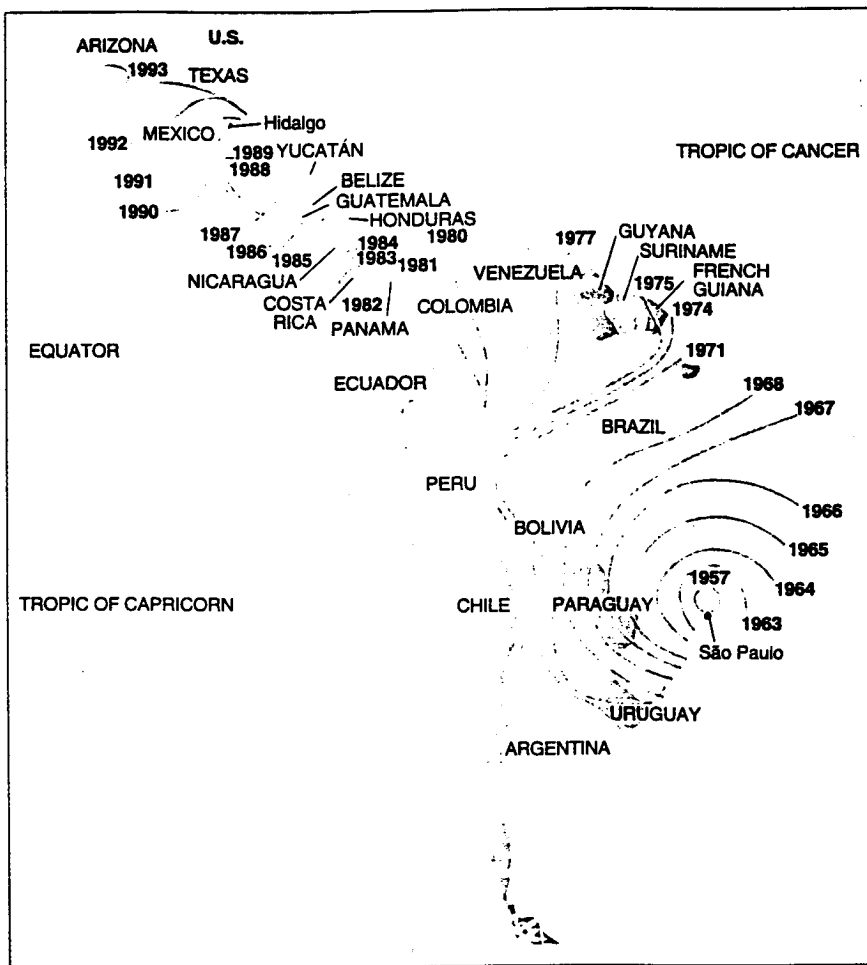 U.S.
ARIZONA
1993
TEXAS
Hidalgo
MEXICO
1992
1989
YUCATÁN
1988
TROPIC OF CANCER
1991
BELIZE
1990
GUATEMALA
HONDURAS
1987
1986
1985
1984
1980
1983
1981
1977
GUYANA
SURINAME
VENEZUELA
1975
FRENCH
GUIANA
NICARAGUA
COSTA
RICA
1982
PANAMA
COLOMBIA
1974
EQUATOR
1971
ECUADOR
1968
1967
BRAZIL
PERU
1966
BOLIVIA
1965
1957
1964
TROPIC OF CAPRICORN
CHILE
PARAGUAY
1963
São Paulo
URUGUAY
ARGENTINA